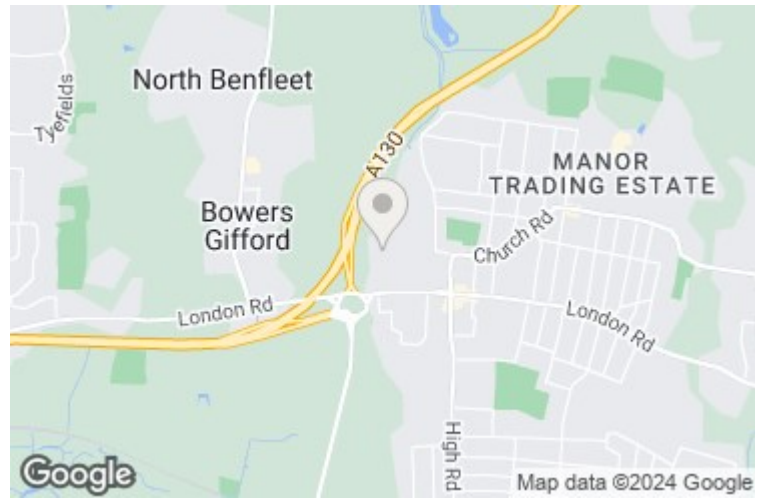 North Benfleet
Tyefields
A130
MANOR
TRADING ESTATE
Bowers
Gifford
Church Rd
London Rd
London Rd
High Rd
Google
Map data ©2024 Google